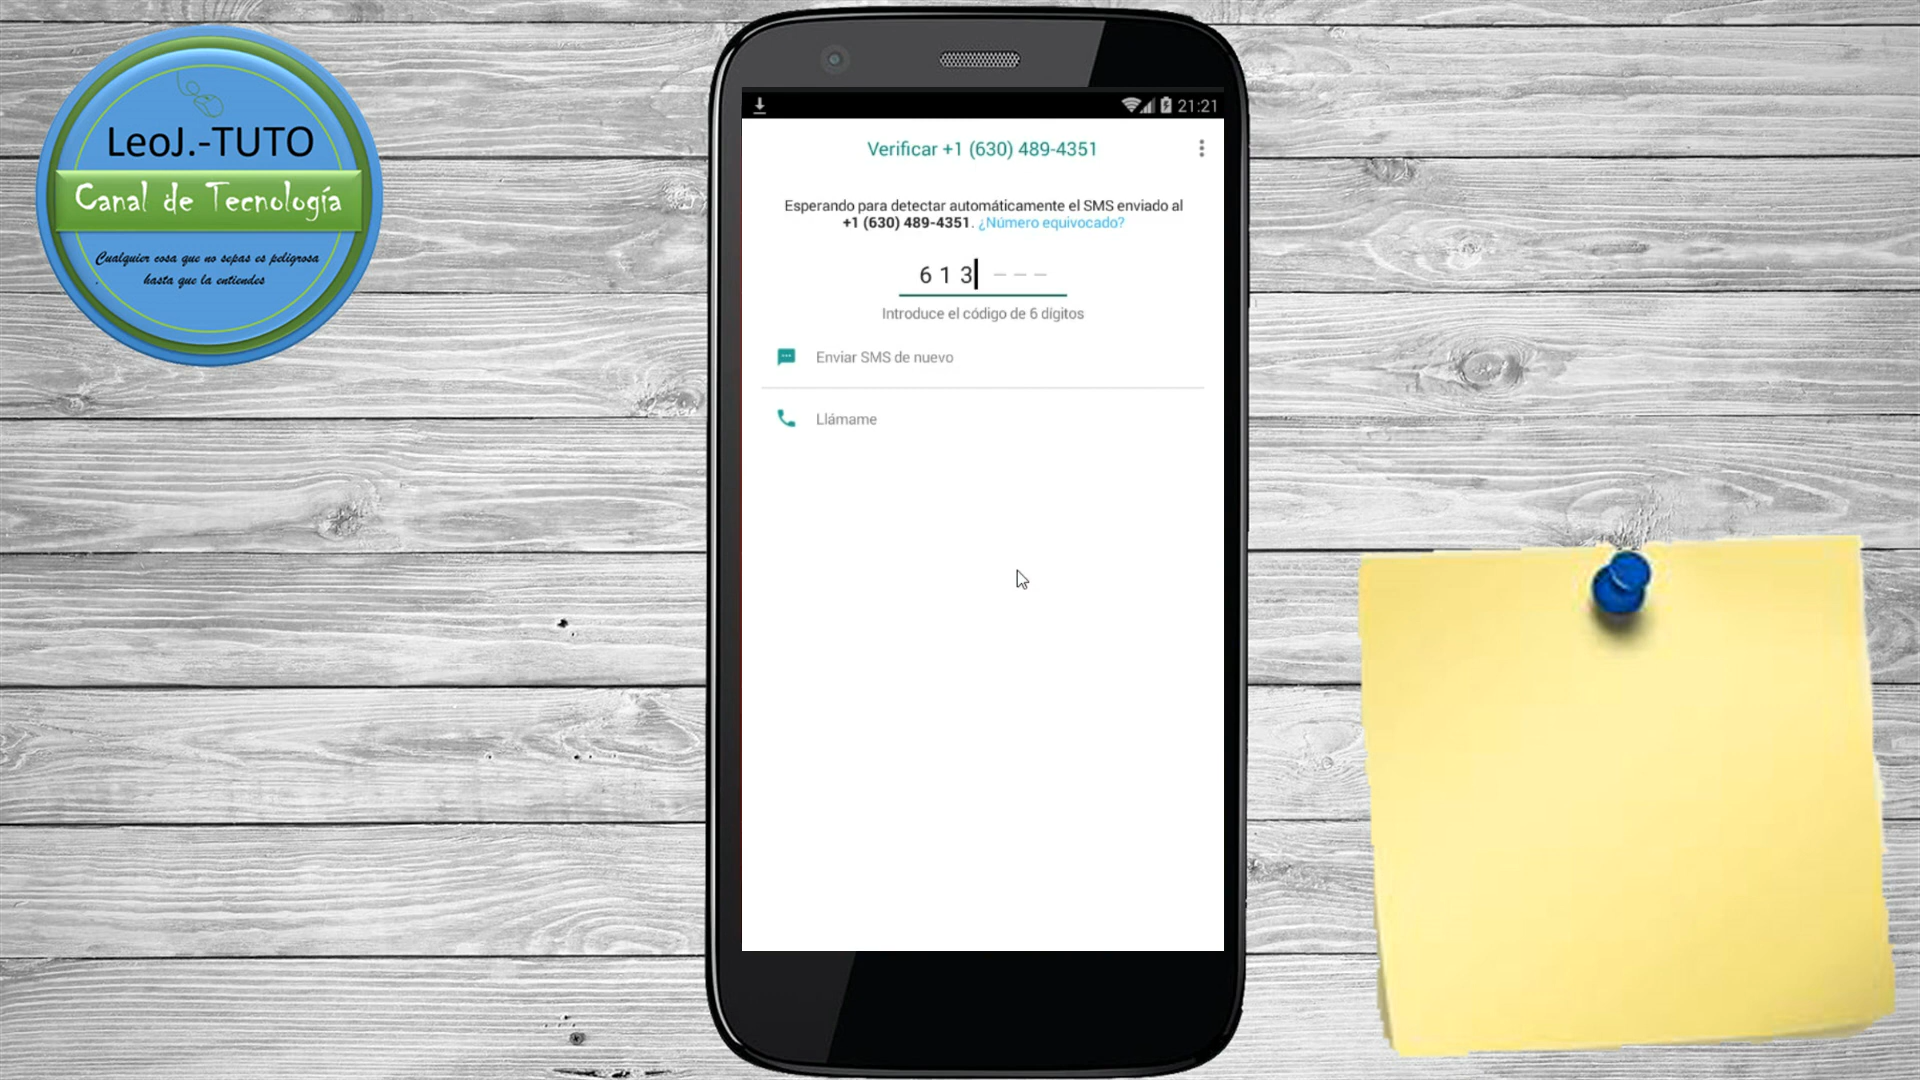 LeoJ.-TUTO
Canal de Tecnología
Cualquier cosa que no sepas es peligrosa
hasta que la entiendes
21:21
Verificar +1 (630) 489-4351
Esperando para detectar automáticamente el SMS enviado al
+1 (630) 489-4351. ¿Número equivocado?
6 1 3 – – –
Introduce el código de 6 dígitos
Enviar SMS de nuevo
Llámame